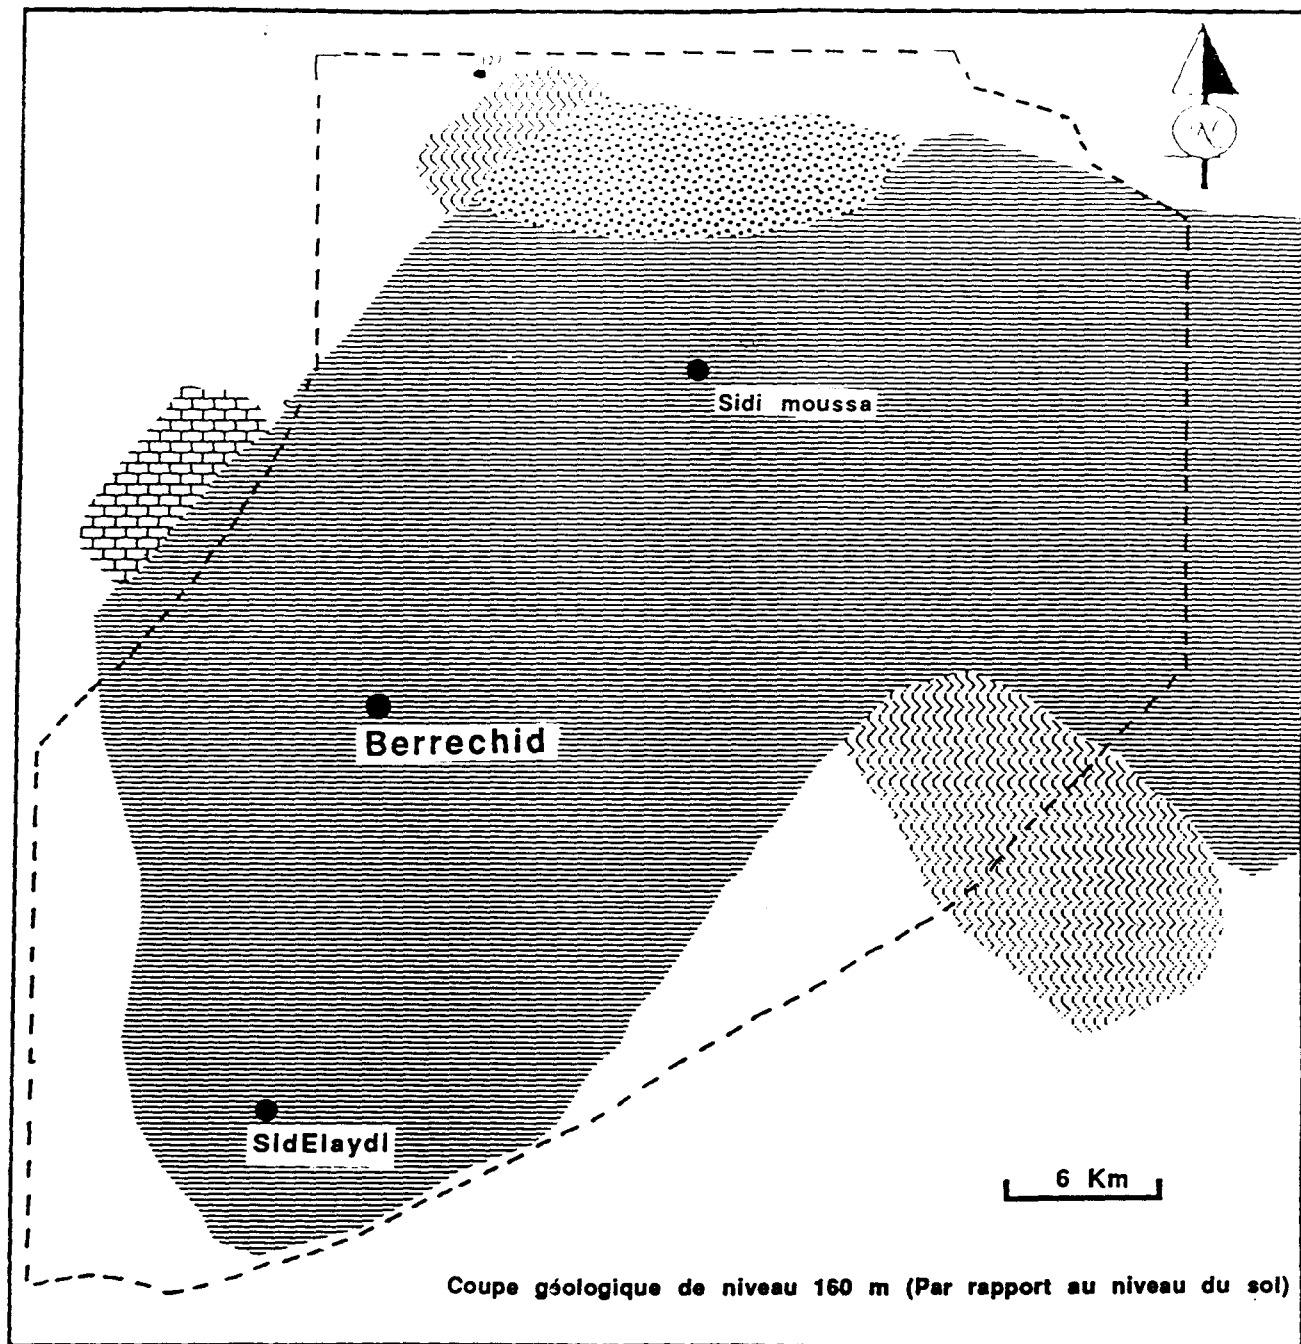 N
Sidi moussa
Berrechid
SidElaydi
6 Km
Coupe géologique de niveau 160 m (Par rapport au niveau du sol)